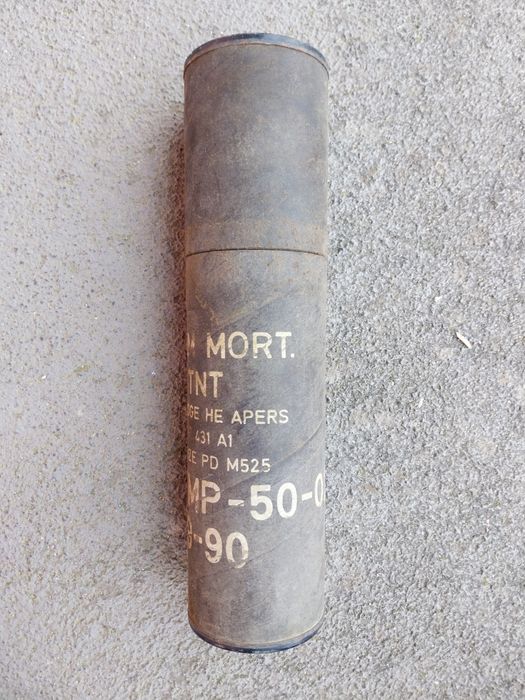 MORT.
TNT
HE APERS
431 A1
PD M525
MP-50-0
-90